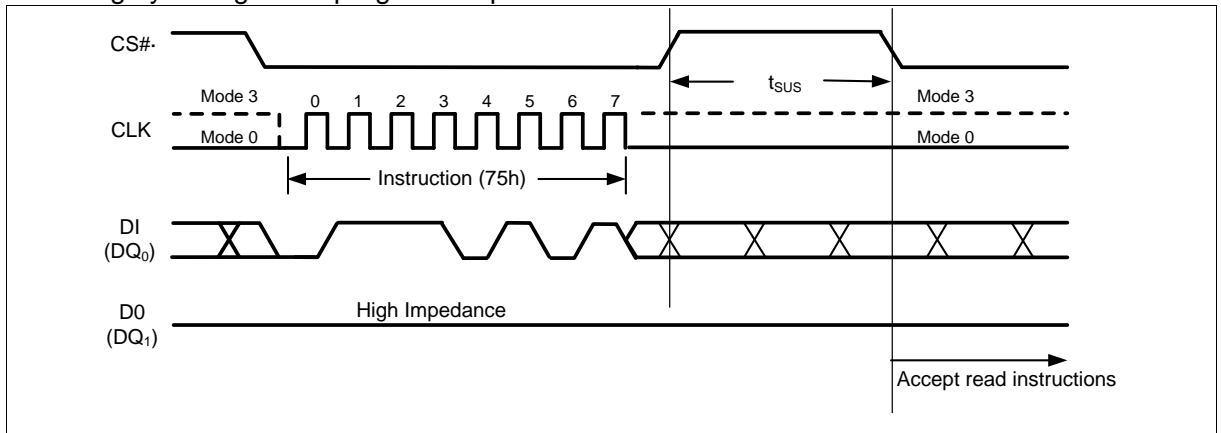 CS#.
tSUS
Mode 3
0 1 2 3 4 5 6 7
Mode 3
CLK
Mode 0
Mode 0
Instruction (75h)
DI
(DQ0)
High Impedance
D0
(DQ1)
Accept read instructions